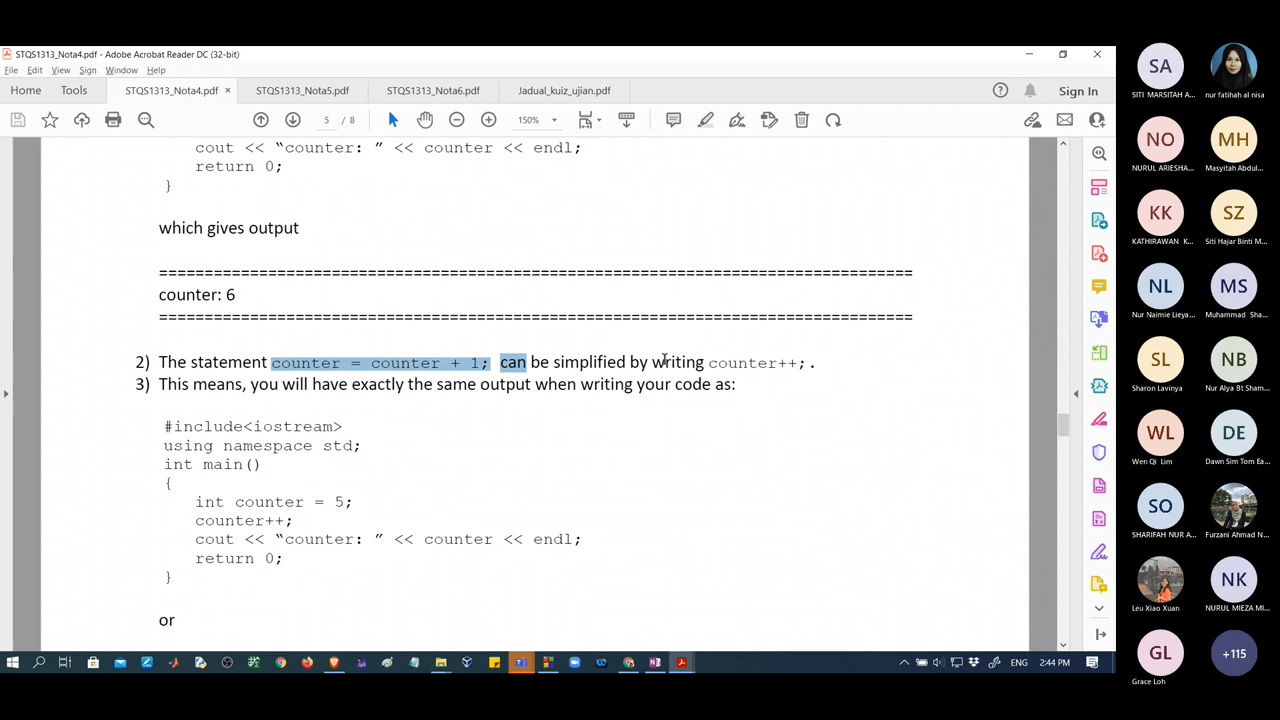 STQS1313_Nota4.pdf - Adobe Acrobat Reader DC (32-bit)
File Edit View Sign Window Help
Home Tools STQS1313_Nota4.pdf × STQS1313_Nota5.pdf STQS1313_Nota6.pdf Jadual_kuiz_ujian.pdf Sign In
5 / 8 150%
cout << “counter: ” << counter << endl;
return 0;
}
which gives output
===================================================================================
counter: 6
===================================================================================
2) The statement counter = counter + 1; can be simplified by writing counter++;.
3) This means, you will have exactly the same output when writing your code as:
#include<iostream>
using namespace std;
int main()
{
int counter = 5;
counter++;
cout << “counter: ” << counter << endl;
return 0;
}
or
ENG 2:44 PM
SA
SITI MARSITAH A...
nur fatihah al nisa
NO
NURUL ARIESHA...
MH
Masyitah Abdul...
KK
KATHIRAWAN K...
SZ
Siti Hajar Binti M...
NL
Nur Naimie Lieya...
MS
Muhammad Sha...
SL
Sharon Lavinya
NB
Nur Alya Bt Sham...
WL
Wen Qi Lim
DE
Dawn Sim Tom Ea...
SO
SHARIFAH NUR A...
Furzani Ahmad N...
Leu Xiao Xuan
NK
NURUL MIEZA MI...
GL
Grace Loh
+115